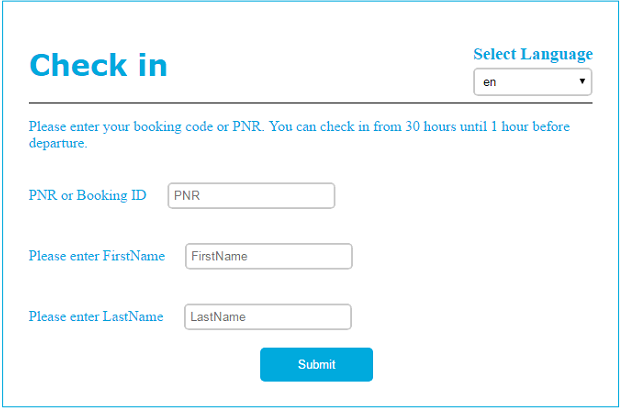 Check in
Select Language
en
Please enter your booking code or PNR. You can check in from 30 hours until 1 hour before
departure.
PNR or Booking ID PNR
Please enter FirstName FirstName
Please enter LastName LastName
Submit